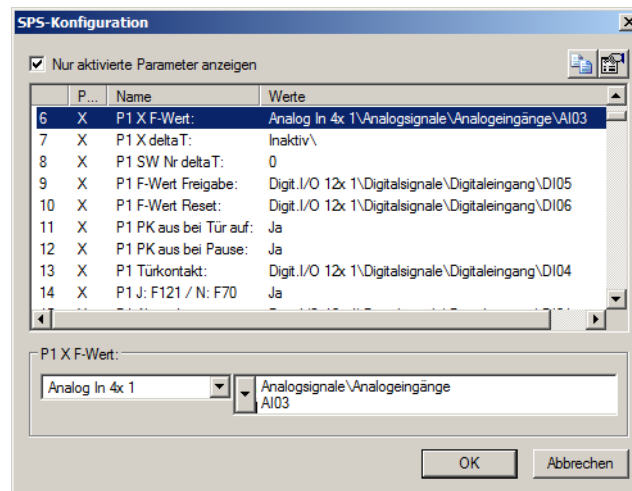 SPS-Konfiguration
Nur aktivierte Parameter anzeigen
P... Name Werte
6 X P1 X F-Wert: Analog In 4x 1\Analogsignale\Analogeingänge\AI03
7 X P1 X deltaT: Inaktiv\
8 X P1 SW Nr deltaT: 0
9 X P1 F-Wert Freigabe: Digit.I/O 12x 1\Digitalsignale\Digitaleingang\DI05
10 X P1 F-Wert Reset: Digit.I/O 12x 1\Digitalsignale\Digitaleingang\DI06
11 X P1 PK aus bei Tür auf: Ja
12 X P1 PK aus bei Pause: Ja
13 X P1 Türkontakt: Digit.I/O 12x 1\Digitalsignale\Digitaleingang\DI04
14 X P1 J: F121 / N: F70 Ja
P1 X F-Wert:
Analog In 4x 1 Analogsignale\Analogeingänge
AI03
OK Abbrechen